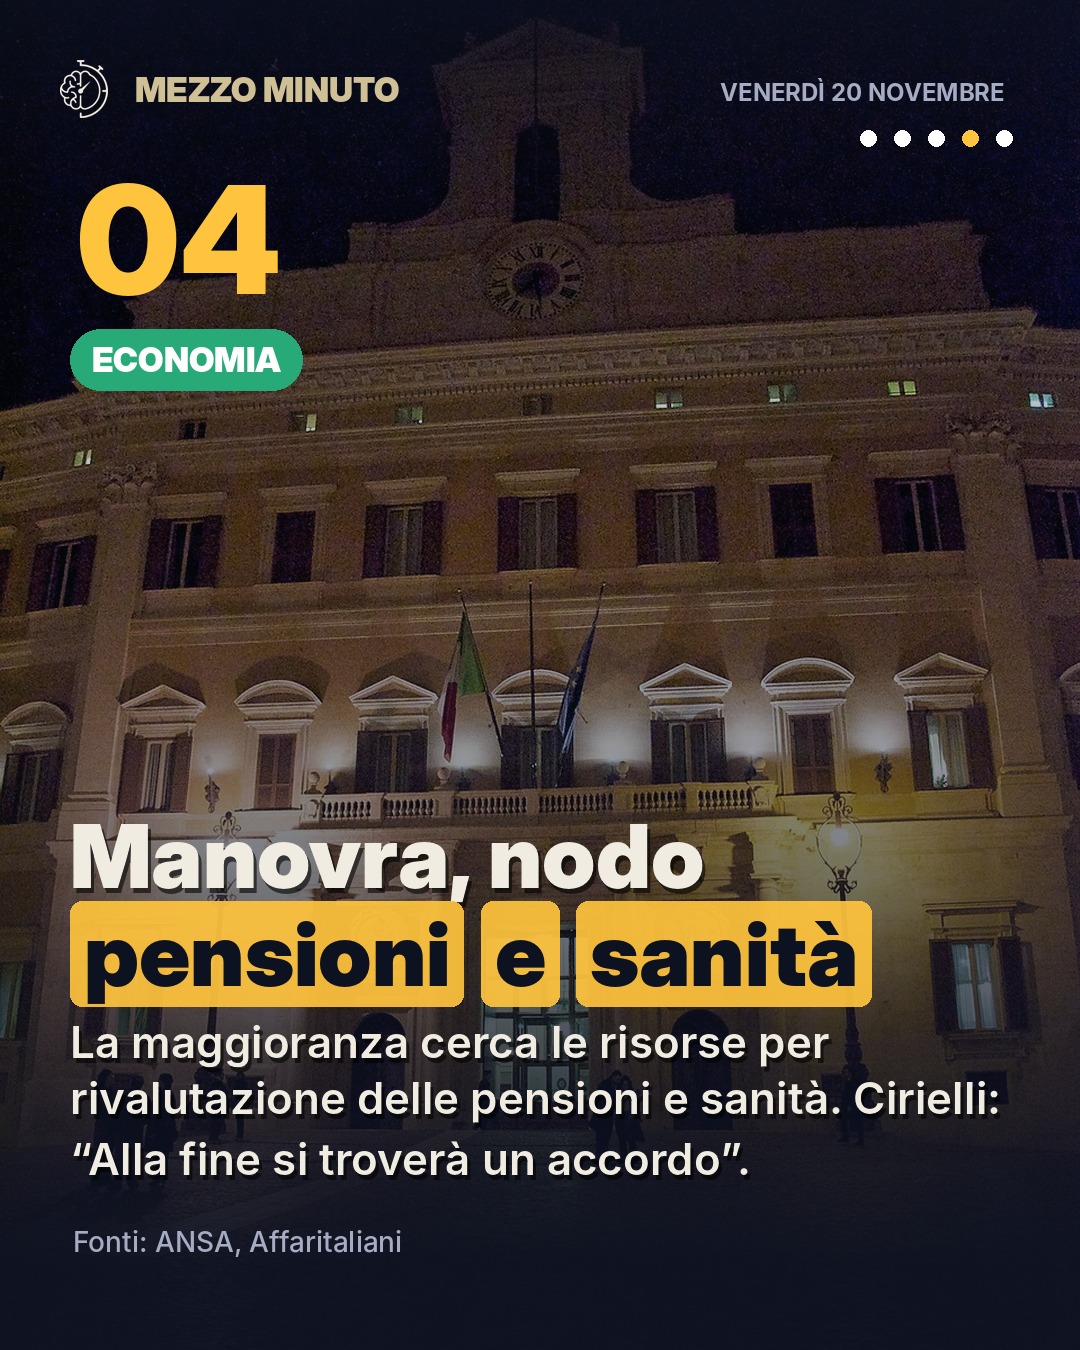 MEZZO MINUTO
VENERDÌ 20 NOVEMBRE
04
ECONOMIA
Manovra, nodo
pensioni e sanità
La maggioranza cerca le risorse per
rivalutazione delle pensioni e sanità. Cirielli:
“Alla fine si troverà un accordo”.
Fonti: ANSA, Affaritaliani